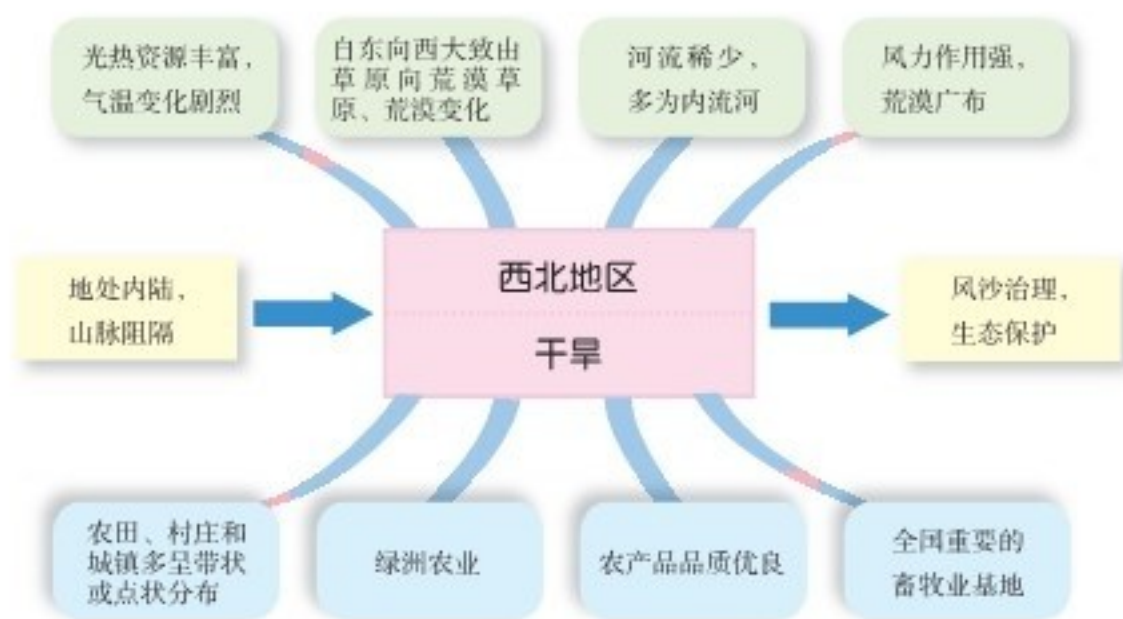 光热资源丰富，
气温变化剧烈
自东向西大致由
草原向荒漠草
原、荒漠变化
河流稀少、
多为内流河
风力作用强，
荒漠广布
地处内陆，
山脉阻隔
西北地区
干旱
风沙治理，
生态保护
农田、村庄和
城镇多呈带状
或点状分布
绿洲农业
农产品品质优良
全国重要的
畜牧业基地